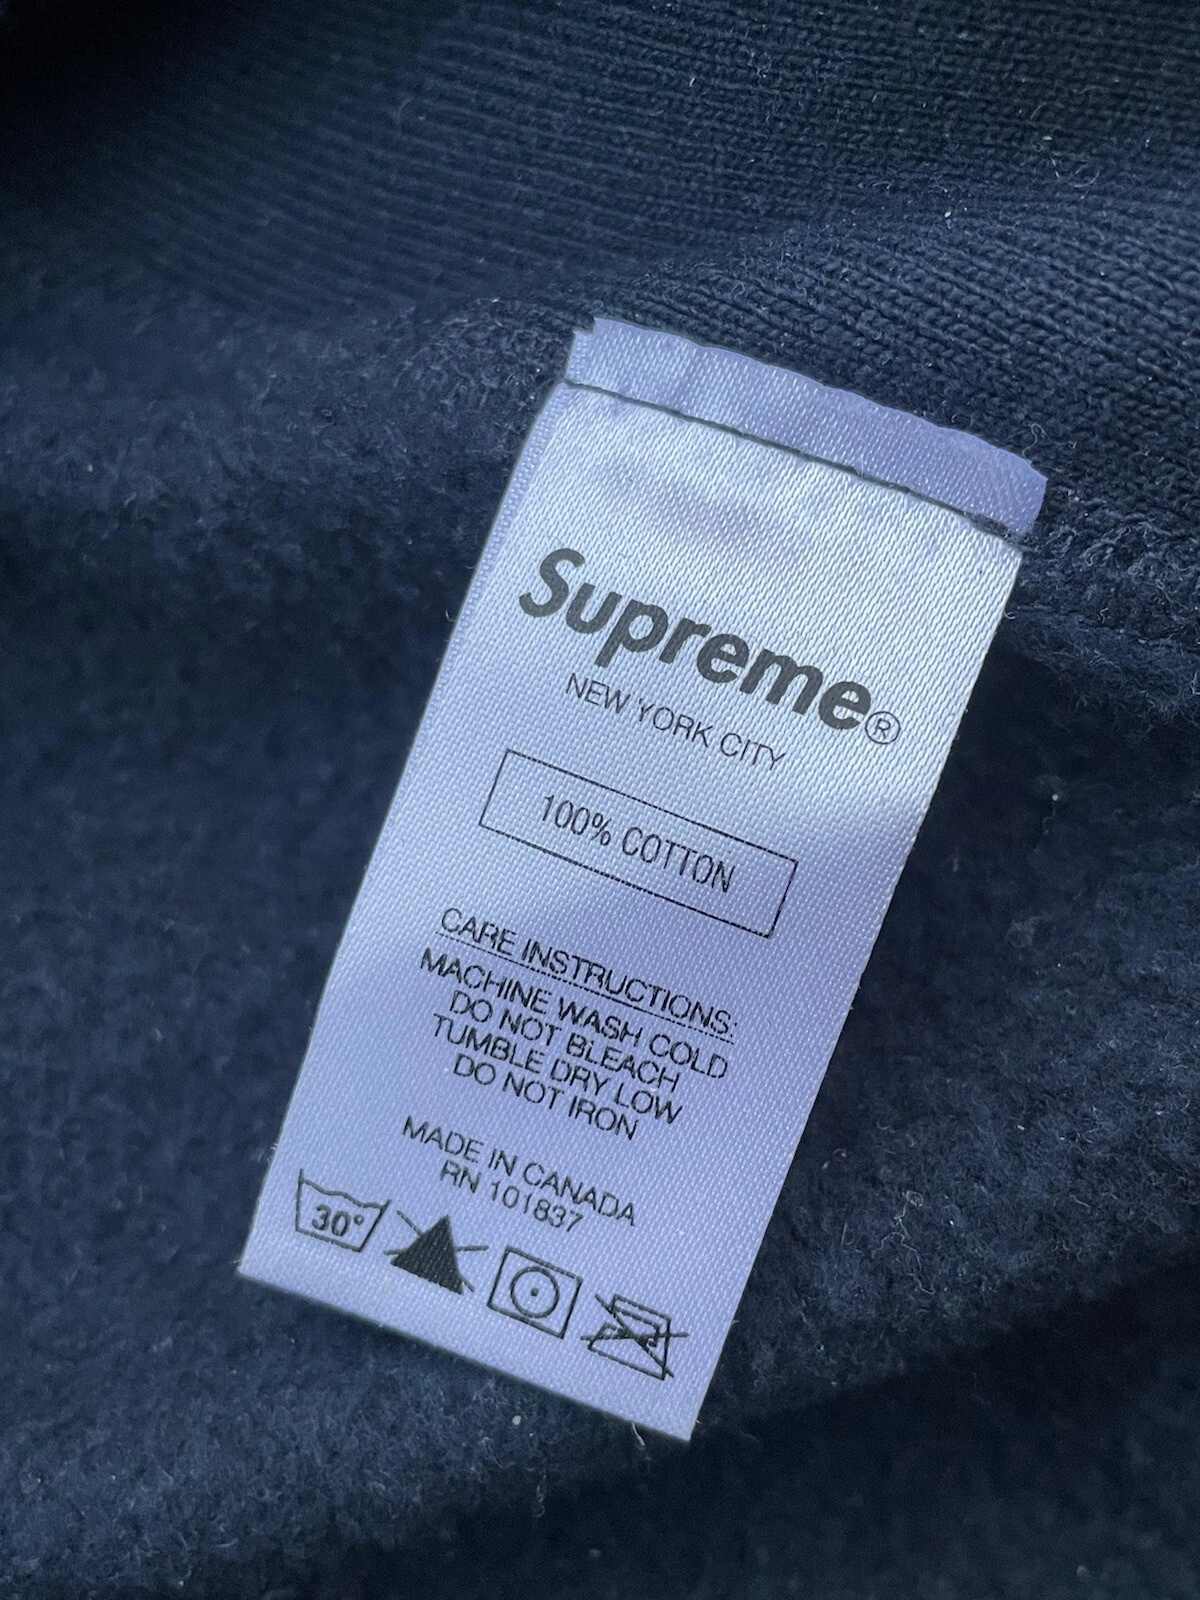 Supreme®
NEW YORK CITY
100% COTTON
CARE INSTRUCTIONS:
MACHINE WASH COLD
DO NOT BLEACH
TUMBLE DRY LOW
DO NOT IRON
MADE IN CANADA
RN 101837
30°